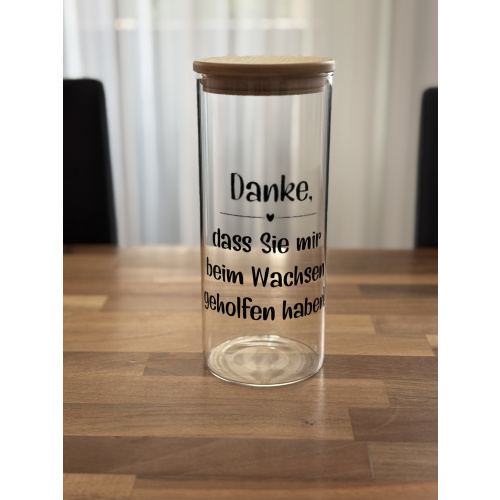 Danke,
dass Sie mir
beim Wachsen
geholfen haben!